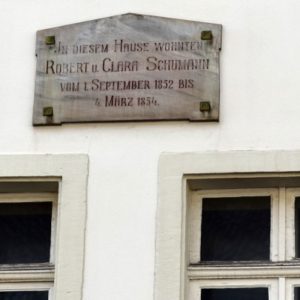 IN DIESEM HAUSE WOHNTEN
ROBERT U. CLARA SCHUMANN
VOM 1. SEPTEMBER 1852 BIS
4. MÄRZ 1854.